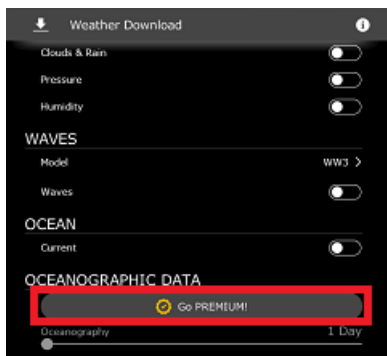 Weather Download
Clouds & Rain
Pressure
Humidity
WAVES
Model WW3 >
Waves
OCEAN
Current
OCEANOGRAPHIC DATA
Go PREMIUM!
Oceanography 1 Day